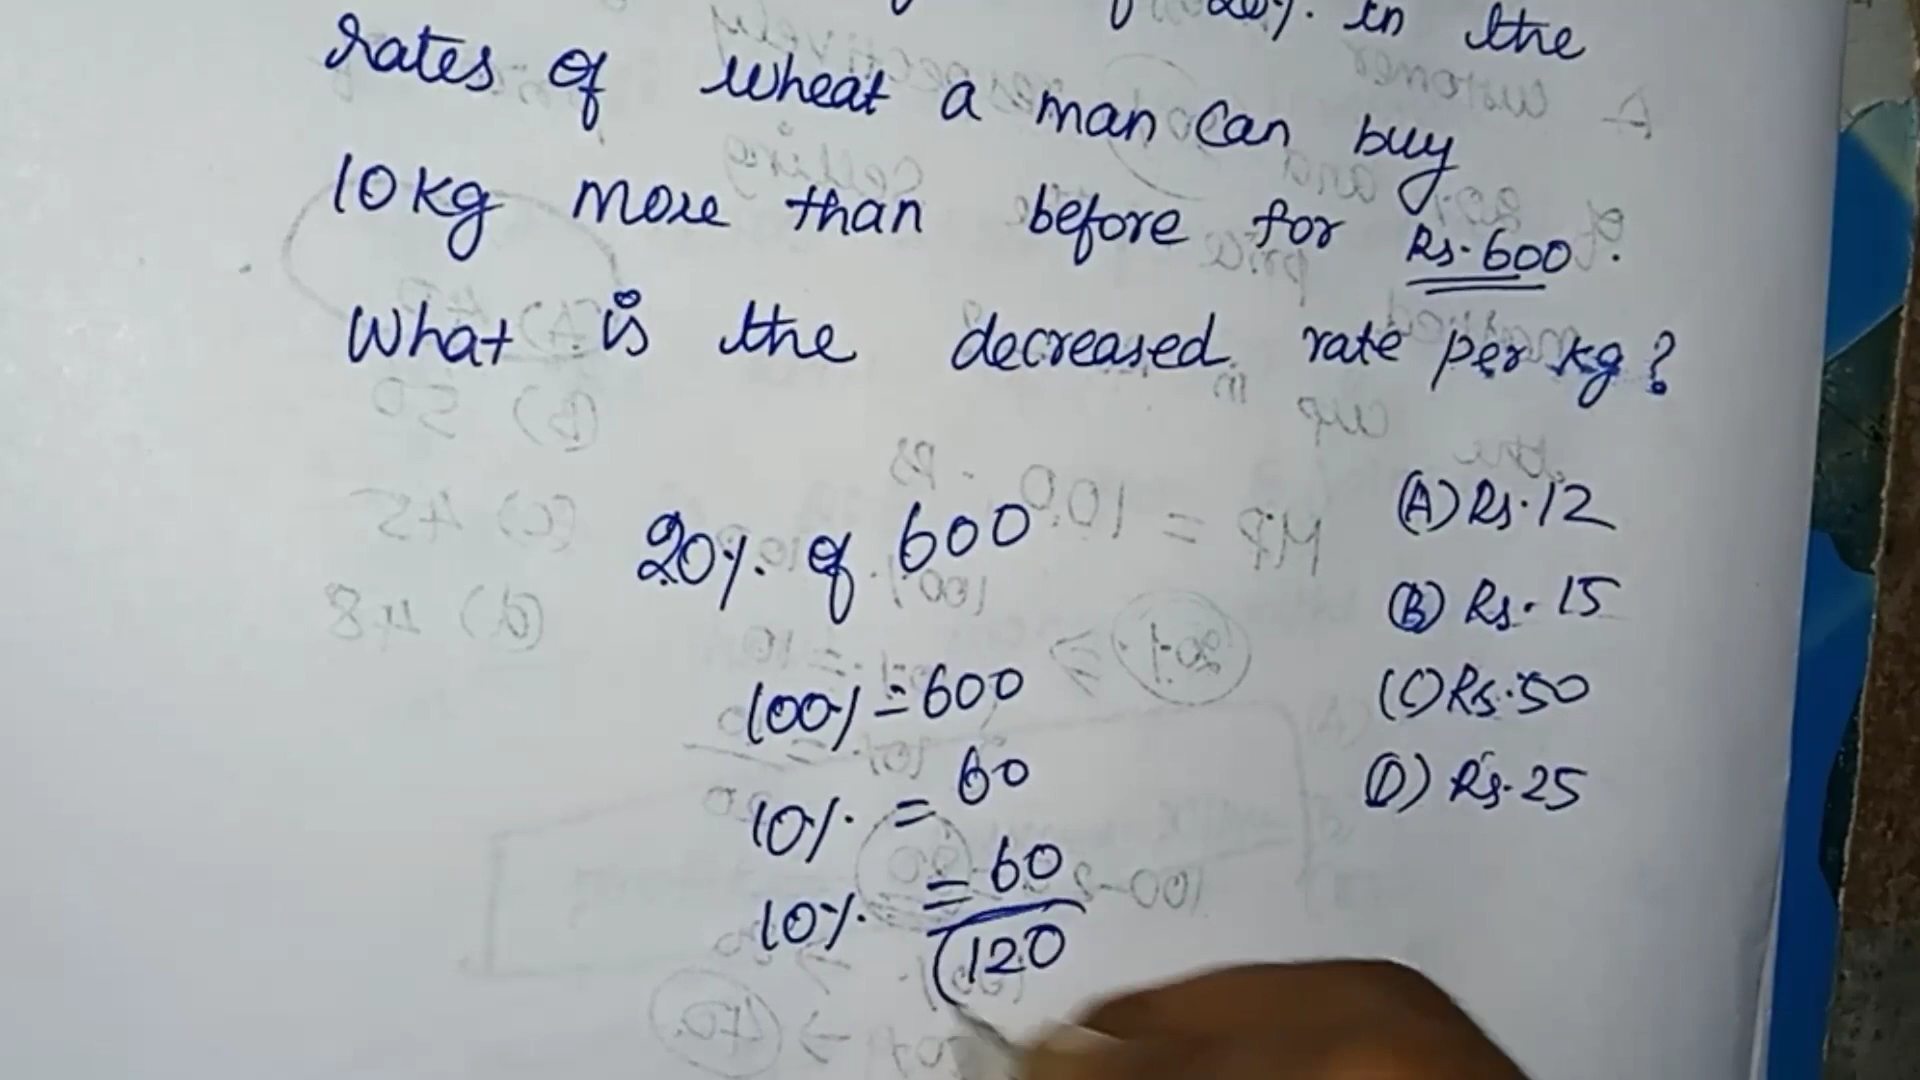 20%. in the
rates of wheat a man can buy
10kg more than before for Rs.600.
What is the decreased rate per kg?
20%. of 600
100% = 600
10%. = 60
10%. = 60
120
(A) Rs.12
(B) Rs. 15
(C) Rs.50
(D) Rs.25